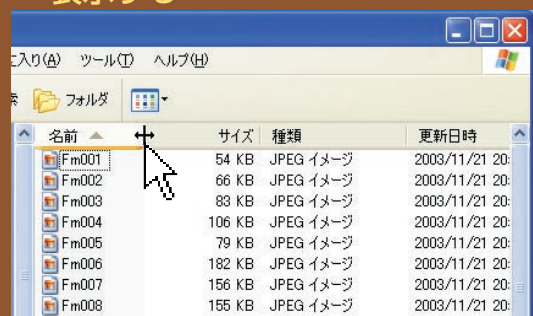 入り(A) ツール(T) ヘルプ(H)
フォルダ
名前 サイズ 種類 更新日時
Fm001 54 KB JPEG イメージ 2003/11/21 20:
Fm002 66 KB JPEG イメージ 2003/11/21 20:
Fm003 83 KB JPEG イメージ 2003/11/21 20:
Fm004 106 KB JPEG イメージ 2003/11/21 20:
Fm005 79 KB JPEG イメージ 2003/11/21 20:
Fm006 182 KB JPEG イメージ 2003/11/21 20:
Fm007 156 KB JPEG イメージ 2003/11/21 20:
Fm008 155 KB JPEG イメージ 2003/11/21 20: